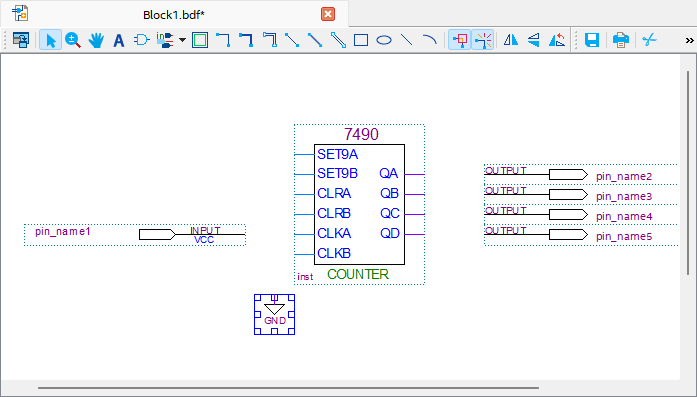 Block1.bdf*
A
»
7490
SET9A
SET9B QA
CLRA QB
CLRB QC
CLKA QD
CLKB
inst COUNTER
pin_name1 INPUT
VCC
GND
OUTPUT pin_name2
OUTPUT pin_name3
OUTPUT pin_name4
OUTPUT pin_name5